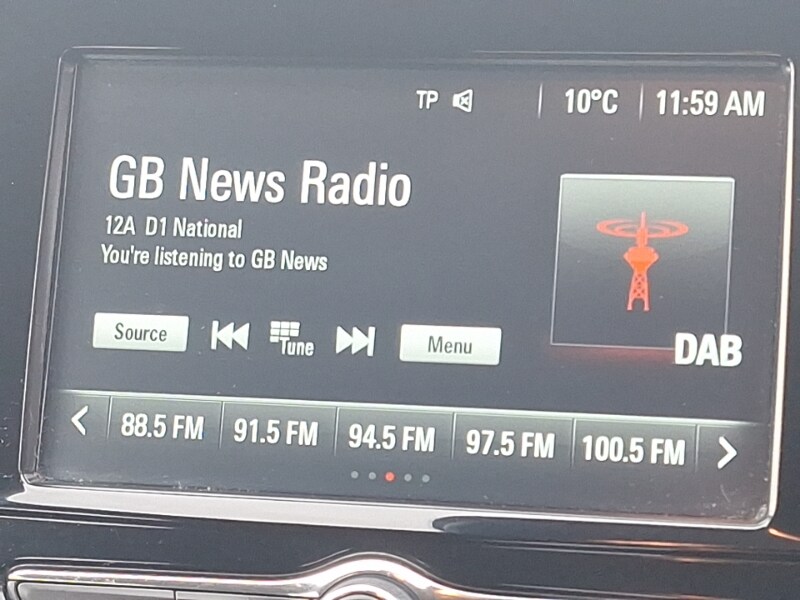 TP 10°C 11:59 AM
GB News Radio
12A D1 National
You're listening to GB News
DAB
Source Tune Menu
88.5 FM 91.5 FM 94.5 FM 97.5 FM 100.5 FM